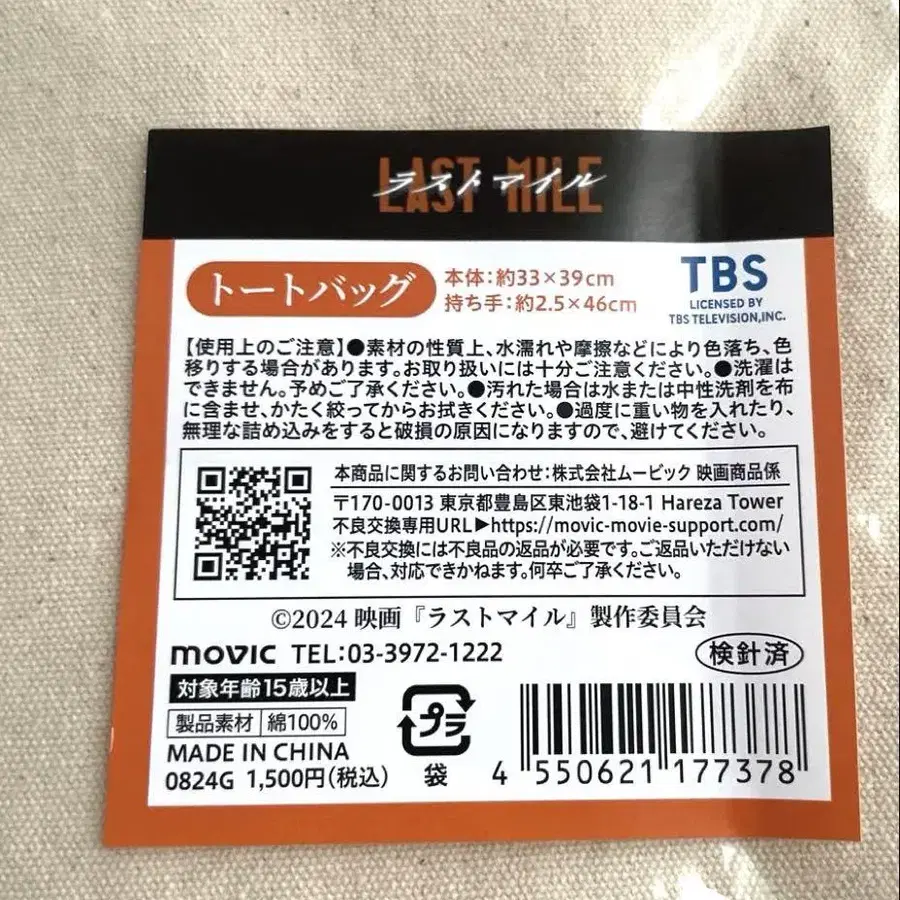 LAST MILE
ラストマイル
トートバッグ
本体：約33×39cm
持ち手：約2.5×46cm
TBS
LICENSED BY
TBS TELEVISION,INC.
【使用上のご注意】●素材の性質上、水濡れや摩擦などにより色落ち、色
移りする場合があります。お取り扱いには十分ご注意ください。●洗濯は
できません。予めご了承ください。●汚れた場合は水または中性洗剤を布
に含ませ、かたく絞ってからお拭きください。●過度に重い物を入れたり、
無理な詰め込みをすると破損の原因になりますので、避けてください。
本商品に関するお問い合わせ：株式会社ムービック 映画商品係
〒170-0013 東京都豊島区東池袋1-18-1 Hareza Tower
不良交換専用URL▶https://movic-movie-support.com/
※不良交換には不良品の返品が必要です。ご返品いただけない
場合、対応できかねます。何卒ご了承ください。
©2024 映画『ラストマイル』製作委員会
movic TEL：03-3972-1222
検針済
対象年齢15歳以上
製品素材 綿100%
MADE IN CHINA
0824G 1,500円(税込)
プラ
袋
4 550621 177378